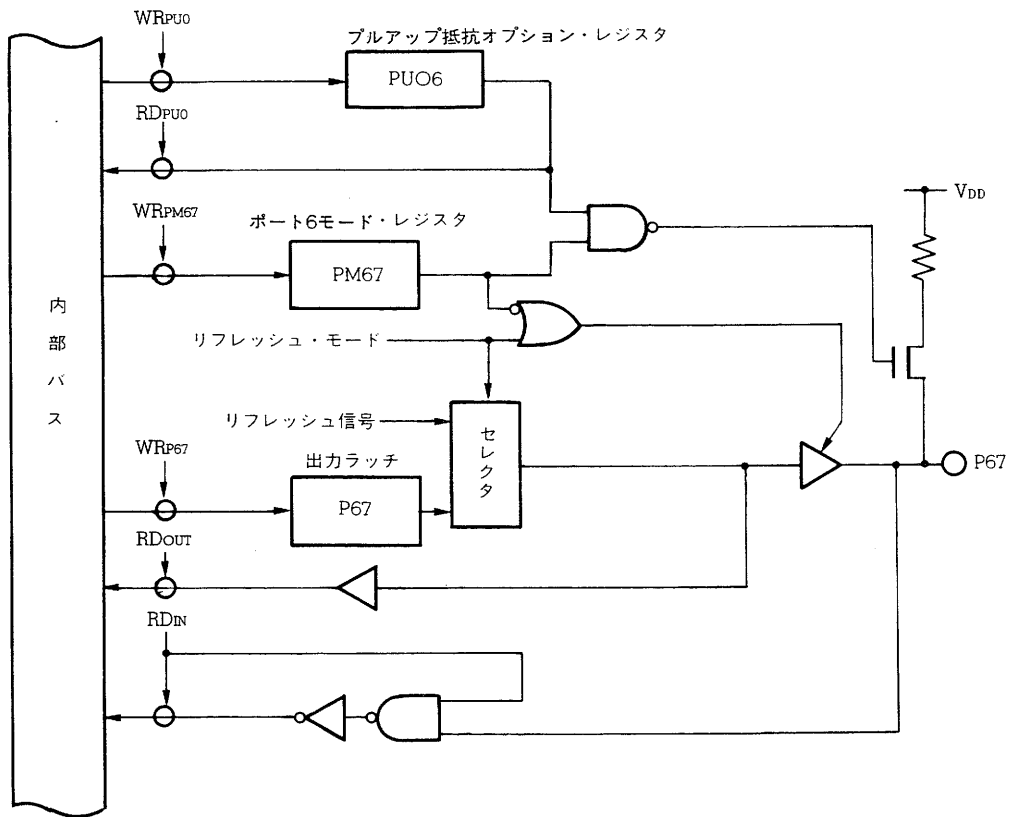 WRPUO
プルアップ抵抗オプション・レジスタ
PUO6
RDPUO
WRPM67
ポート6モード・レジスタ
PM67
VDD
内部バス
リフレッシュ・モード
リフレッシュ信号
セレクタ
WRP67
出力ラッチ
P67
P67
RDOUT
RDIN